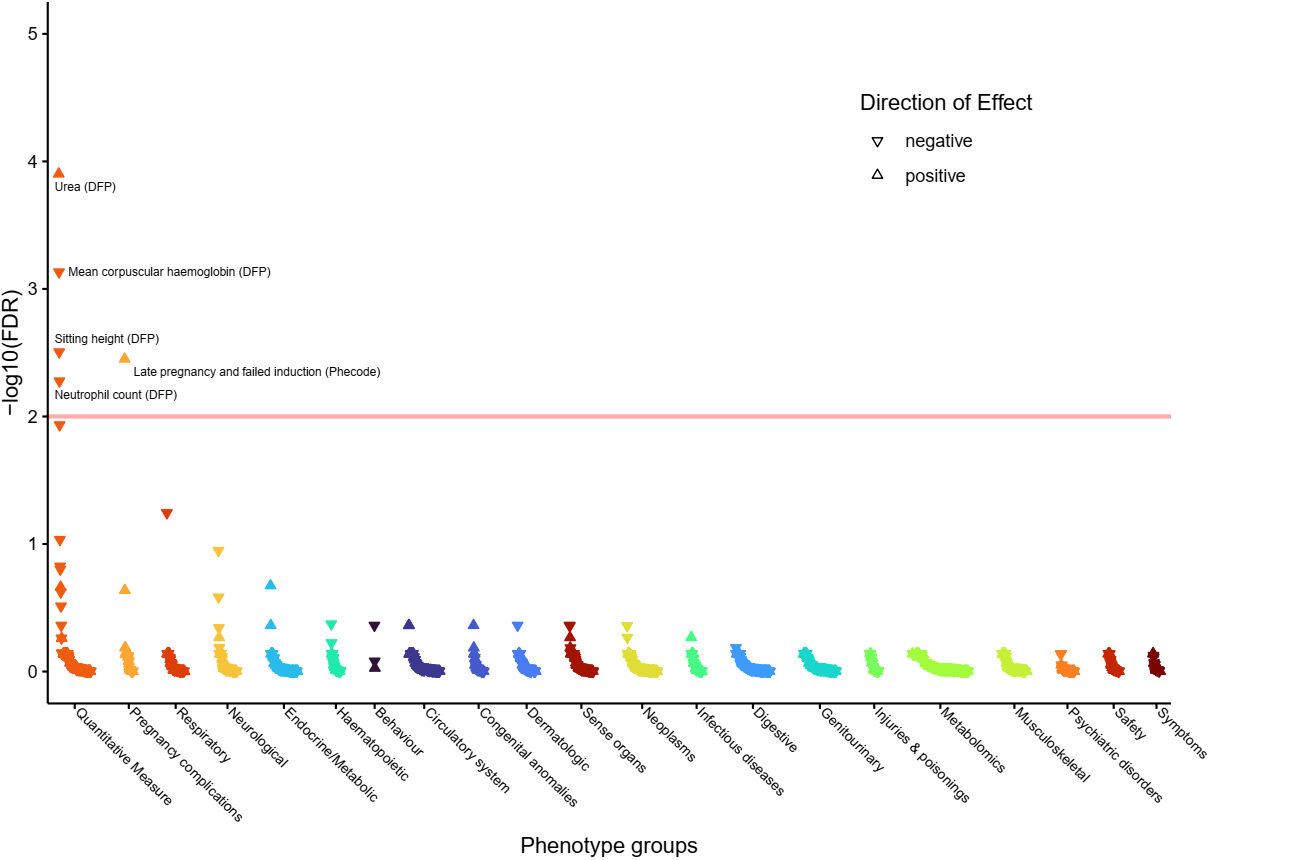 5
4
3
2
1
0
−log10(FDR)
Direction of Effect
negative
positive
Urea (DFP)
Mean corpuscular haemoglobin (DFP)
Sitting height (DFP)
Late pregnancy and failed induction (Phecode)
Neutrophil count (DFP)
Quantitative Measure
Pregnancy complications
Respiratory
Neurological
Endocrine/Metabolic
Haematopoietic
Behaviour
Circulatory system
Congenital anomalies
Dermatologic
Sense organs
Neoplasms
Infectious diseases
Digestive
Genitourinary
Injuries & poisonings
Metabolomics
Musculoskeletal
Psychiatric disorders
Safety
Symptoms
Phenotype groups